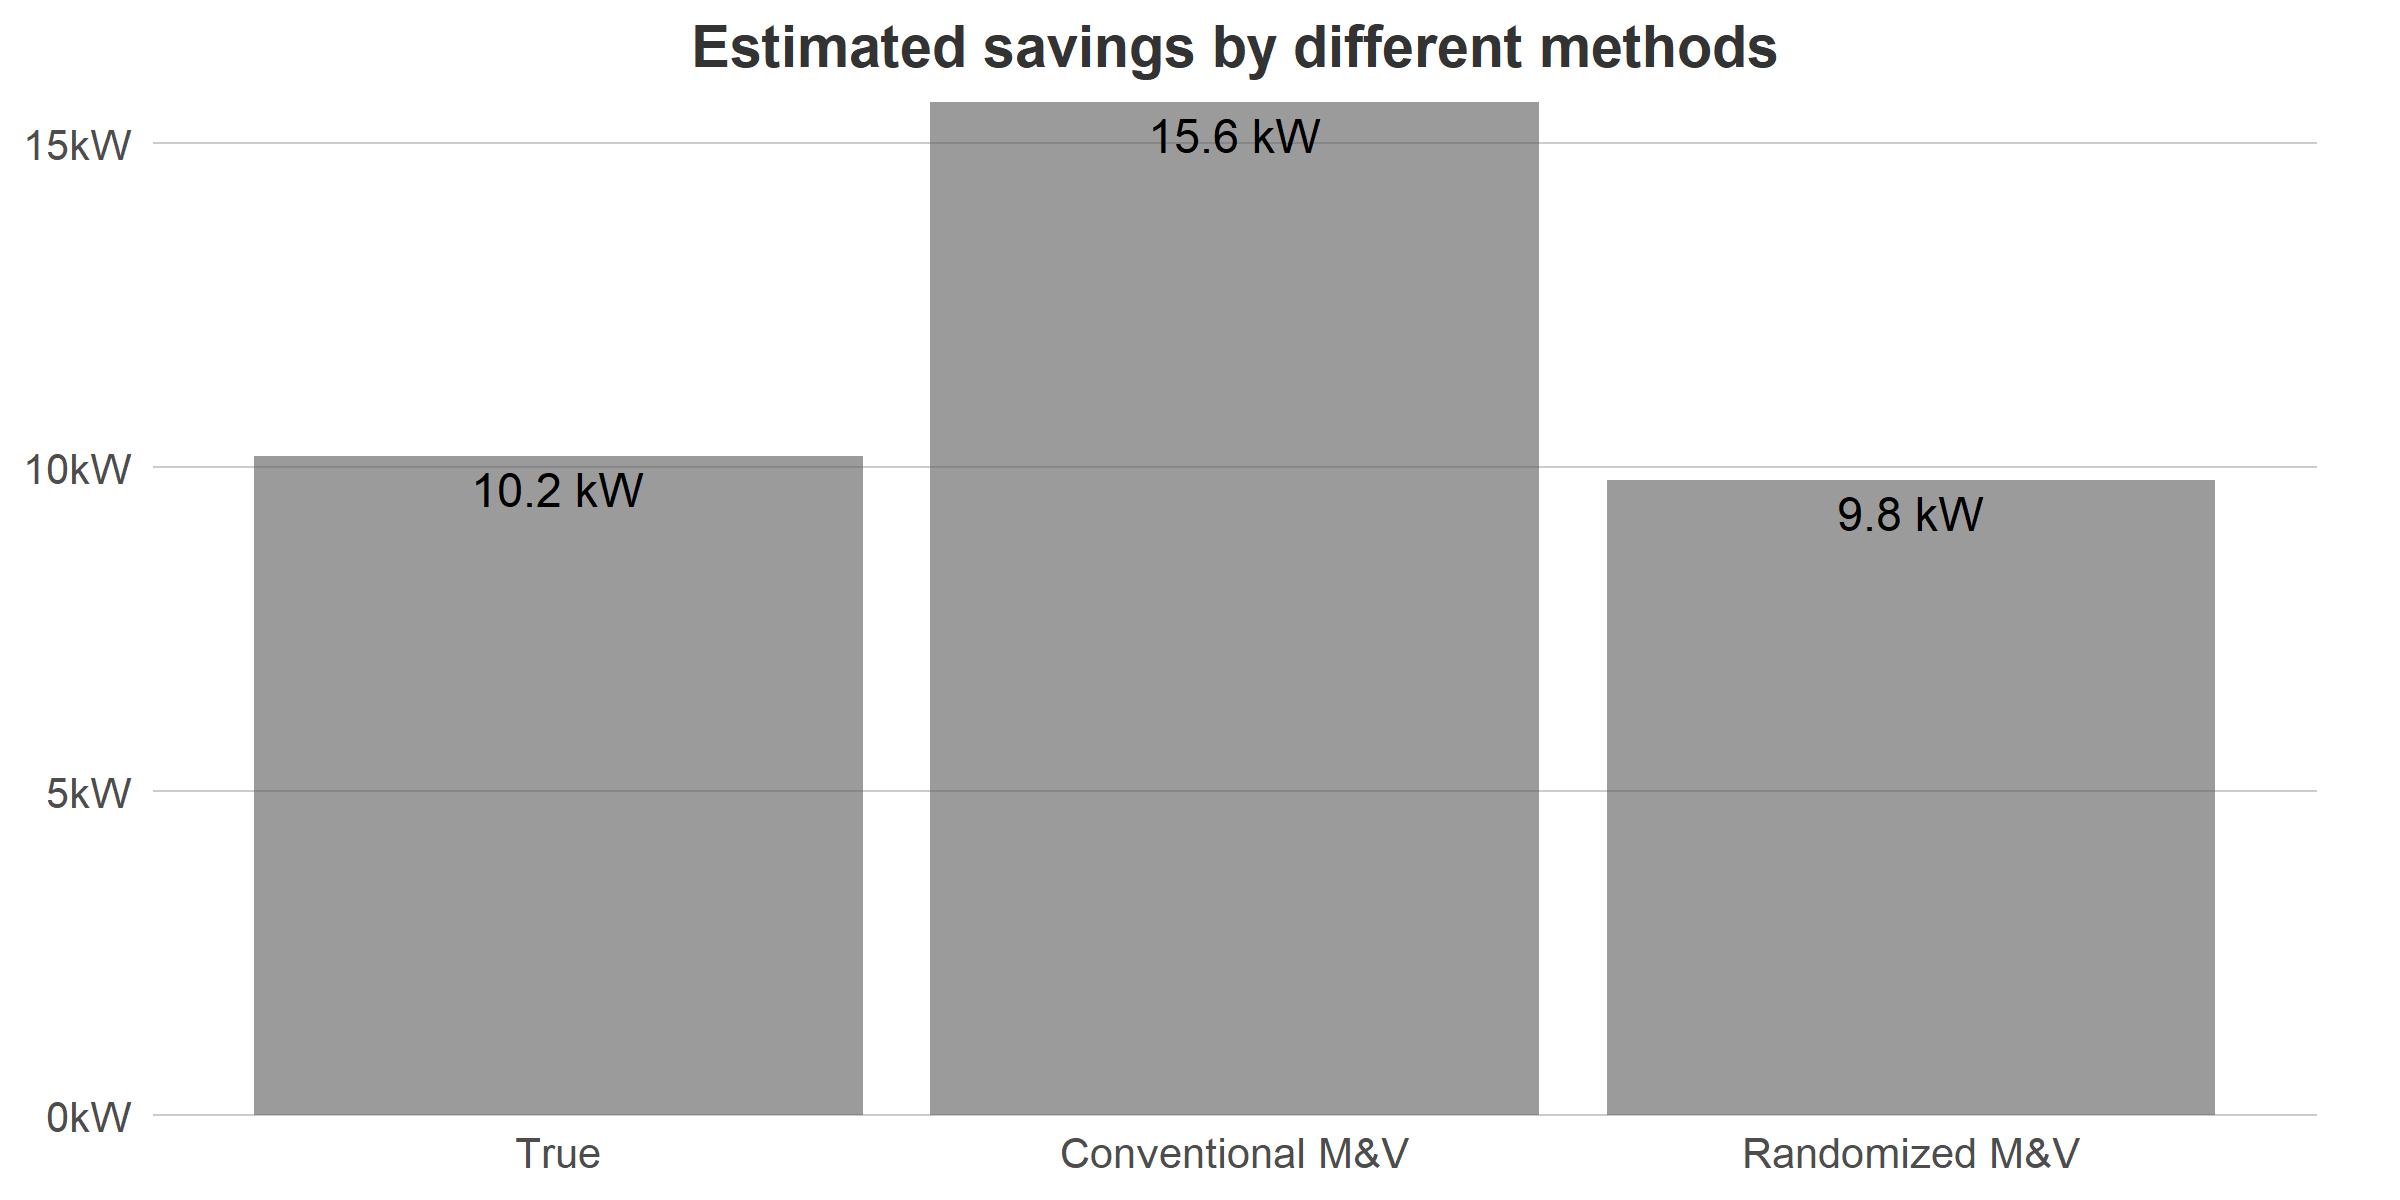 Estimated savings by different methods
15kW
10kW
5kW
0kW
10.2 kW
15.6 kW
9.8 kW
True
Conventional M&V
Randomized M&V